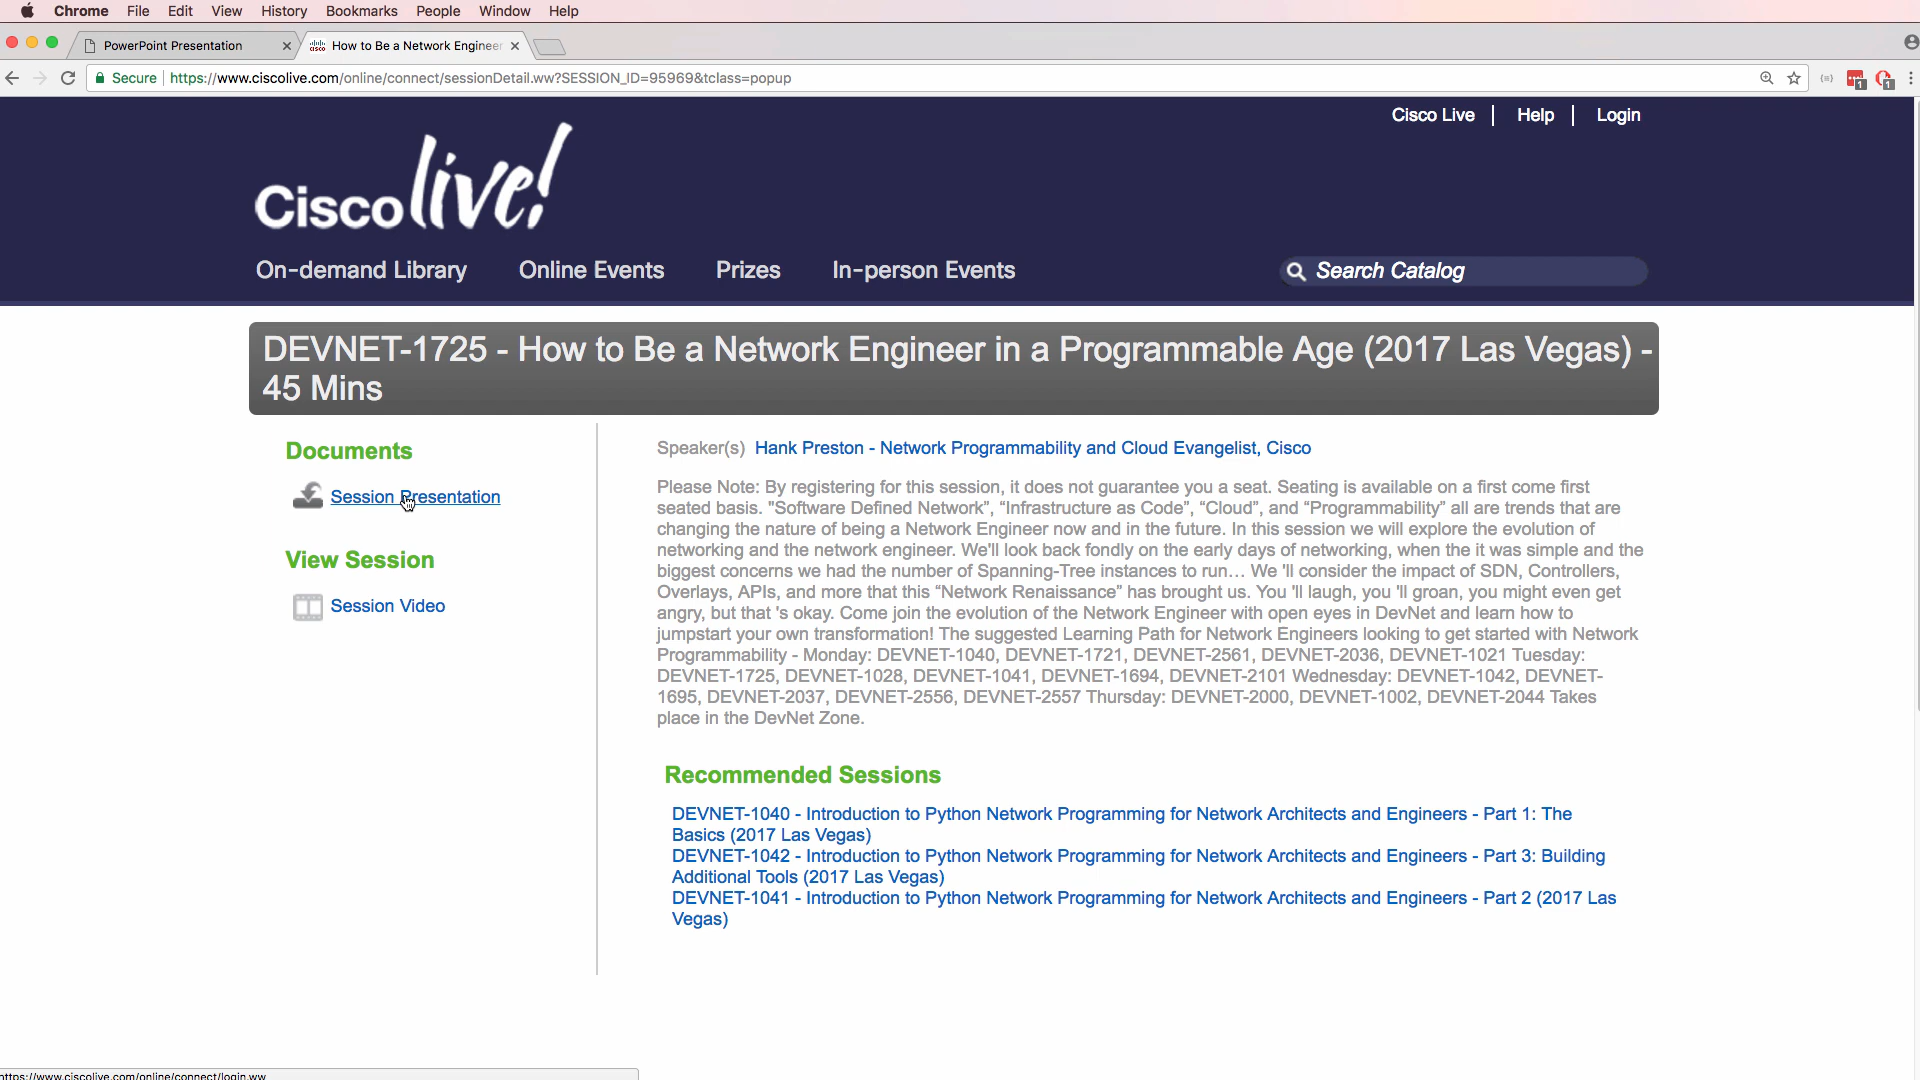 Chrome File Edit View History Bookmarks People Window Help
PowerPoint Presentation
How to Be a Network Engineer
Secure https://www.ciscolive.com/online/connect/sessionDetail.ww?SESSION_ID=95969&tclass=popup
Cisco Live | Help | Login
Cisco live!
On-demand Library Online Events Prizes In-person Events Search Catalog
DEVNET-1725 - How to Be a Network Engineer in a Programmable Age (2017 Las Vegas) -
45 Mins
Documents
Session Presentation
View Session
Session Video
Speaker(s) Hank Preston - Network Programmability and Cloud Evangelist, Cisco
Please Note: By registering for this session, it does not guarantee you a seat. Seating is available on a first come first
seated basis. "Software Defined Network”, “Infrastructure as Code”, “Cloud”, and “Programmability” all are trends that are
changing the nature of being a Network Engineer now and in the future. In this session we will explore the evolution of
networking and the network engineer. We'll look back fondly on the early days of networking, when the it was simple and the
biggest concerns we had the number of Spanning-Tree instances to run… We 'll consider the impact of SDN, Controllers,
Overlays, APIs, and more that this “Network Renaissance” has brought us. You 'll laugh, you 'll groan, you might even get
angry, but that 's okay. Come join the evolution of the Network Engineer with open eyes in DevNet and learn how to
jumpstart your own transformation! The suggested Learning Path for Network Engineers looking to get started with Network
Programmability - Monday: DEVNET-1040, DEVNET-1721, DEVNET-2561, DEVNET-2036, DEVNET-1021 Tuesday:
DEVNET-1725, DEVNET-1028, DEVNET-1041, DEVNET-1694, DEVNET-2101 Wednesday: DEVNET-1042, DEVNET-
1695, DEVNET-2037, DEVNET-2556, DEVNET-2557 Thursday: DEVNET-2000, DEVNET-1002, DEVNET-2044 Takes
place in the DevNet Zone.
Recommended Sessions
DEVNET-1040 - Introduction to Python Network Programming for Network Architects and Engineers - Part 1: The
Basics (2017 Las Vegas)
DEVNET-1042 - Introduction to Python Network Programming for Network Architects and Engineers - Part 3: Building
Additional Tools (2017 Las Vegas)
DEVNET-1041 - Introduction to Python Network Programming for Network Architects and Engineers - Part 2 (2017 Las
Vegas)
https://www.ciscolive.com/online/connect/login.ww